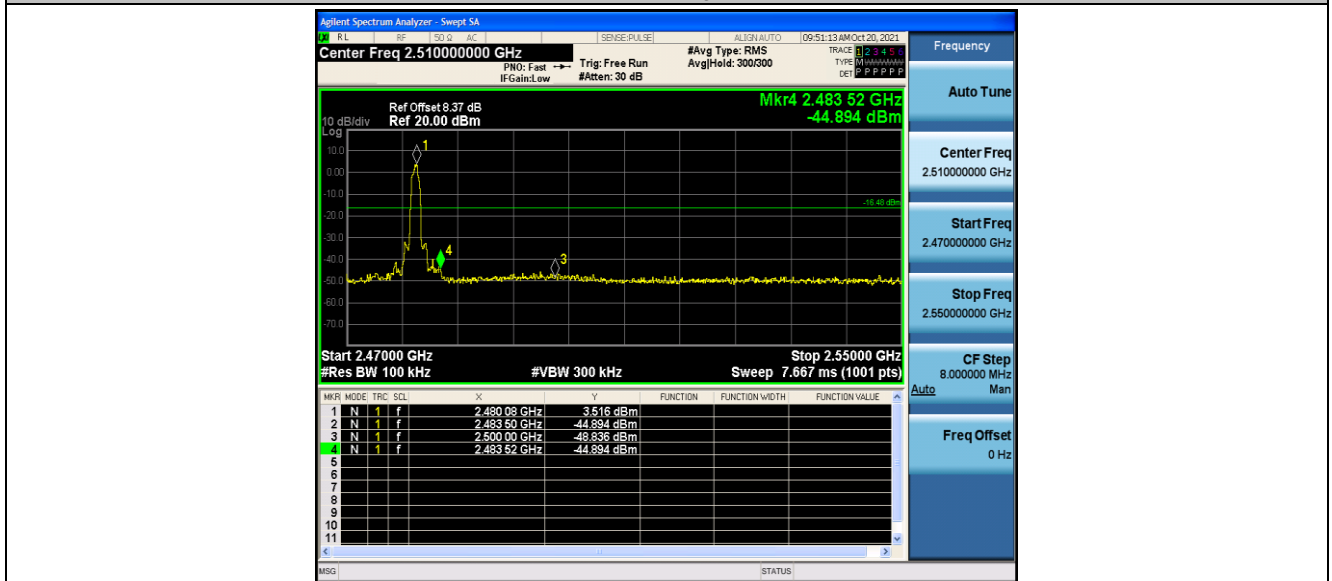 Agilent Spectrum Analyzer - Swept SA
RL RF 50 Ω AC SENSE:PULSE ALIGN AUTO 09:51:13 AM Oct 20, 2021
Center Freq 2.510000000 GHz
PNO: Fast
IFGain:Low
Trig: Free Run
#Atten: 30 dB
#Avg Type: RMS
Avg|Hold: 300/300
TRACE 1 2 3 4 5 6
TYPE M
DET P P P P P P
Mkr4 2.483 52 GHz
-44.894 dBm
Ref Offset 8.37 dB
10 dB/div Ref 20.00 dBm
Log
10.0
0.00
-10.0
-20.0
-30.0
-40.0
-50.0
-60.0
-70.0
1
4
3
-16.48 dBm
Start 2.47000 GHz Stop 2.55000 GHz
#Res BW 100 kHz #VBW 300 kHz Sweep 7.667 ms (1001 pts)
MKR MODE TRC SCL X Y FUNCTION FUNCTION WIDTH FUNCTION VALUE
1 N 1 f 2.480 08 GHz 3.516 dBm
2 N 1 f 2.483 50 GHz -44.894 dBm
3 N 1 f 2.500 00 GHz -48.836 dBm
4 N 1 f 2.483 52 GHz -44.894 dBm
5
6
7
8
9
10
11
MSG STATUS
Frequency
Auto Tune
Center Freq
2.510000000 GHz
Start Freq
2.470000000 GHz
Stop Freq
2.550000000 GHz
CF Step
8.000000 MHz
Auto Man
Freq Offset
0 Hz